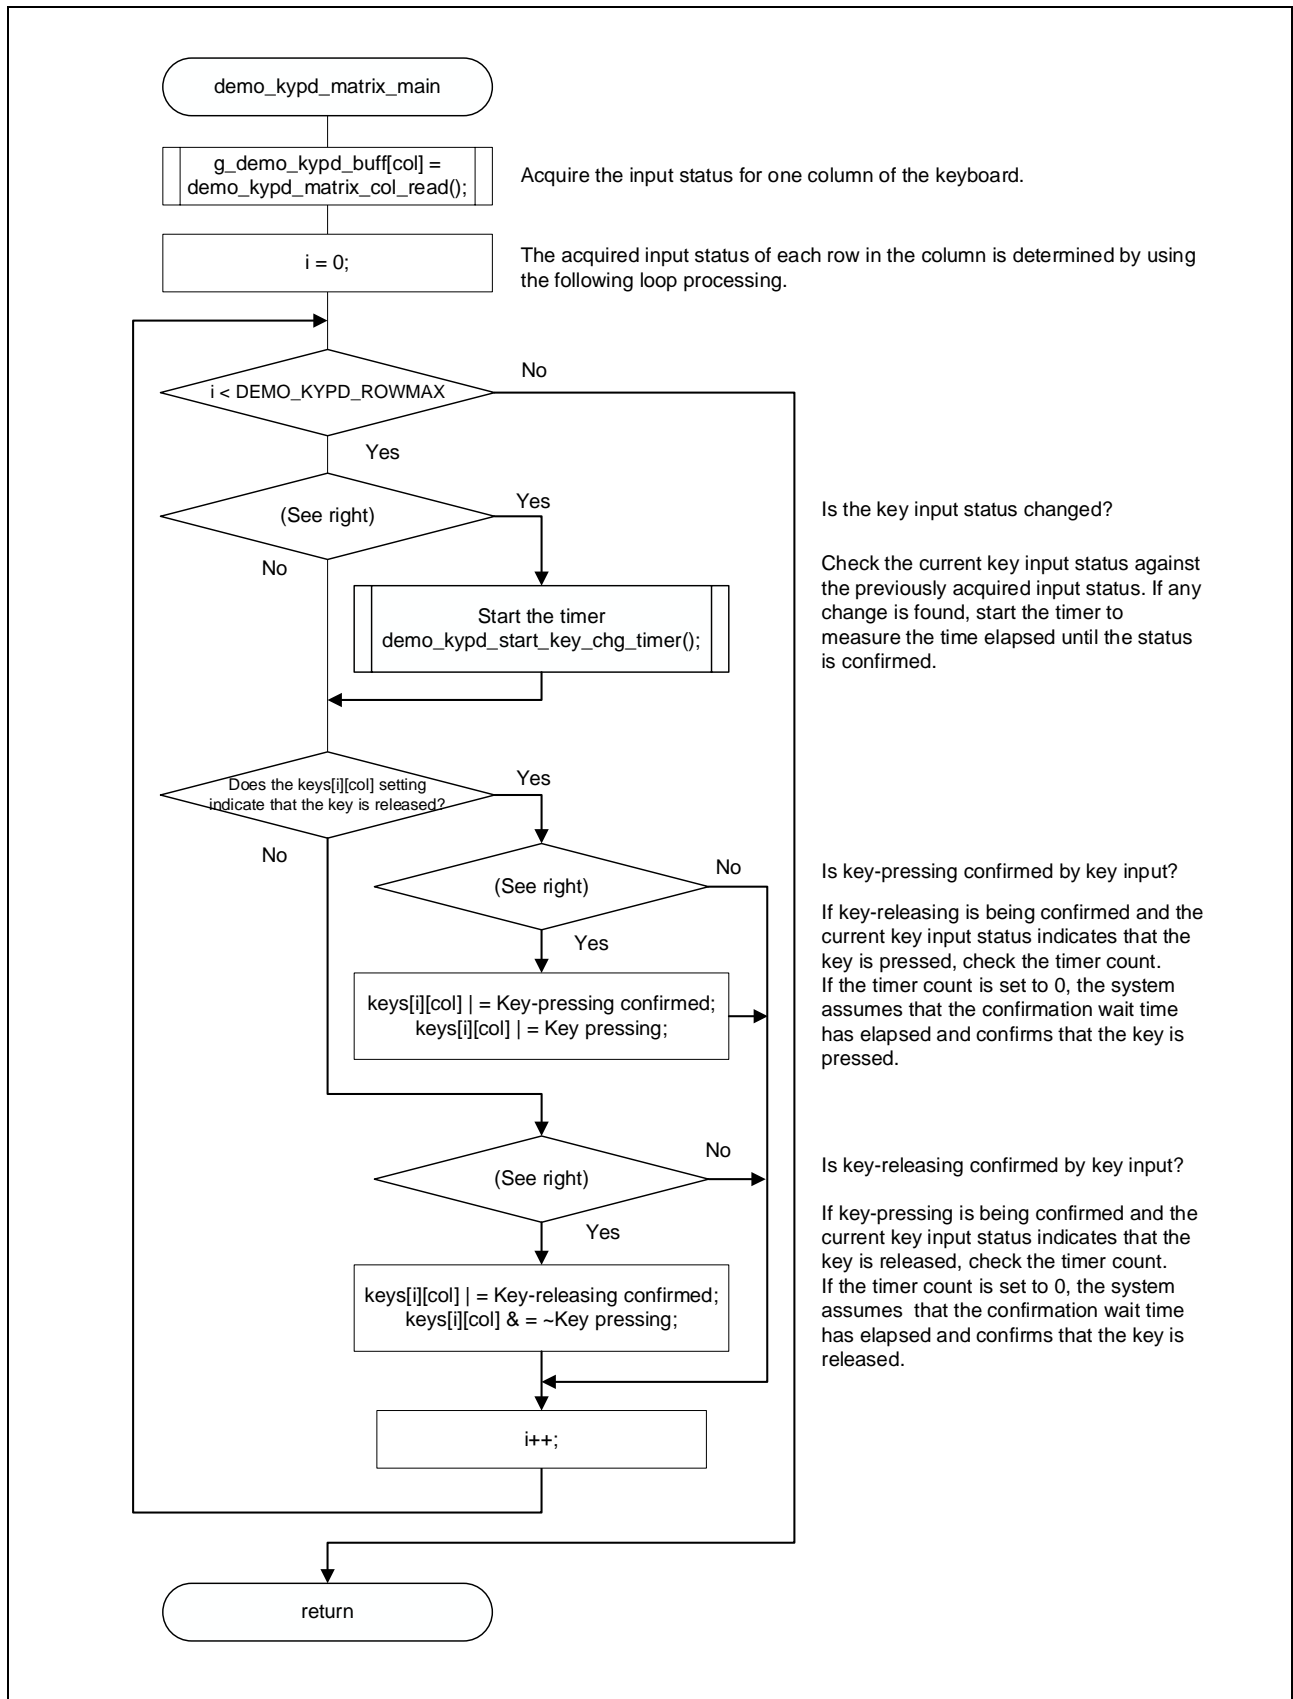 demo_kypd_matrix_main
g_demo_kypd_buff[col] =
demo_kypd_matrix_col_read();
Acquire the input status for one column of the keyboard.
i = 0;
The acquired input status of each row in the column is determined by using
the following loop processing.
i < DEMO_KYPD_ROWMAX
No
Yes
(See right)
Yes
No
Is the key input status changed?
Check the current key input status against
the previously acquired input status. If any
change is found, start the timer to
measure the time elapsed until the status
is confirmed.
Start the timer
demo_kypd_start_key_chg_timer();
Does the keys[i][col] setting
indicate that the key is released?
Yes
No
(See right)
No
Yes
Is key-pressing confirmed by key input?
If key-releasing is being confirmed and the
current key input status indicates that the
key is pressed, check the timer count.
If the timer count is set to 0, the system
assumes that the confirmation wait time
has elapsed and confirms that the key is
pressed.
keys[i][col] | = Key-pressing confirmed;
keys[i][col] | = Key pressing;
(See right)
No
Yes
Is key-releasing confirmed by key input?
If key-pressing is being confirmed and the
current key input status indicates that the
key is released, check the timer count.
If the timer count is set to 0, the system
assumes  that the confirmation wait time
has elapsed and confirms that the key is
released.
keys[i][col] | = Key-releasing confirmed;
keys[i][col] & = ~Key pressing;
i++;
return